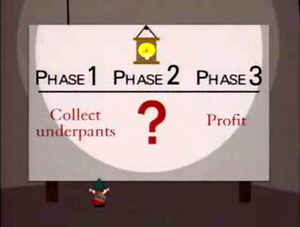 PHASE 1 PHASE 2 PHASE 3
Collect underpants
?
Profit